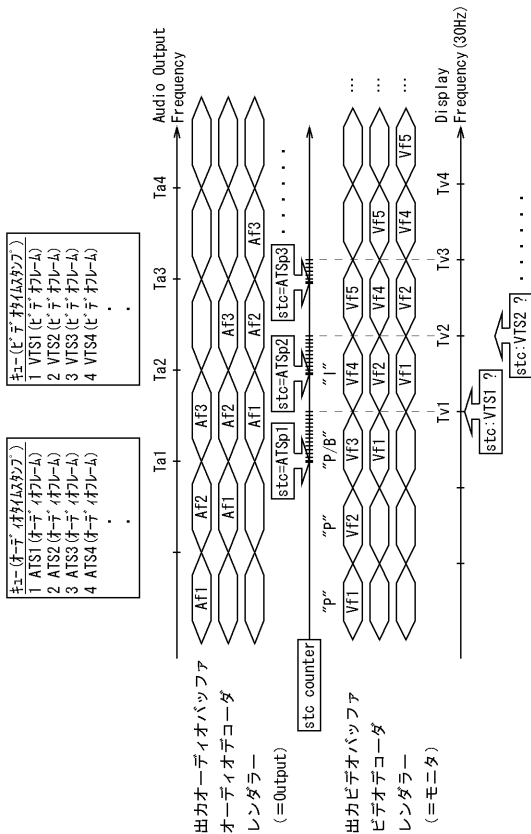 キュー(オーディオタイムスタンプ)
1 ATS1(オーディオフレーム)
2 ATS2(オーディオフレーム)
3 ATS3(オーディオフレーム)
4 ATS4(オーディオフレーム)
キュー(ビデオタイムスタンプ)
1 VTS1(ビデオフレーム)
2 VTS2(ビデオフレーム)
3 VTS3(ビデオフレーム)
4 VTS4(ビデオフレーム)
Audio Output
Frequency
Ta1 Ta2 Ta3 Ta4
出力オーディオバッファ Af1 Af2 Af3
オーディオデコーダ Af1 Af2 Af3
レンダラー Af1 Af2 Af3
(=Output)
stc=ATSp1 stc=ATSp2 stc=ATSp3
stc counter
"P" "P" "P/B" "I"
出力ビデオバッファ Vf1 Vf2 Vf3 Vf4 Vf5 ...
ビデオデコーダ Vf1 Vf2 Vf4 Vf5 ...
レンダラー Vf1 Vf2 Vf4 Vf5 ...
(=モニタ)
Display
Frequency(30Hz)
Tv1 Tv2 Tv3 Tv4
stc:VTS1 ?
stc:VTS2 ?